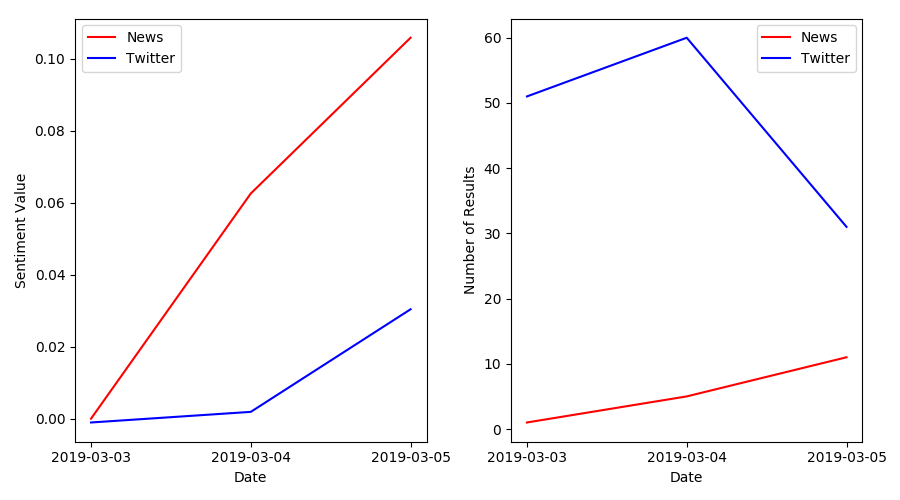 News
Twitter
0.10
0.08
0.06
0.04
0.02
0.00
Sentiment Value
2019-03-03
2019-03-04
2019-03-05
Date
News
Twitter
60
50
40
30
20
10
0
Number of Results
2019-03-03
2019-03-04
2019-03-05
Date